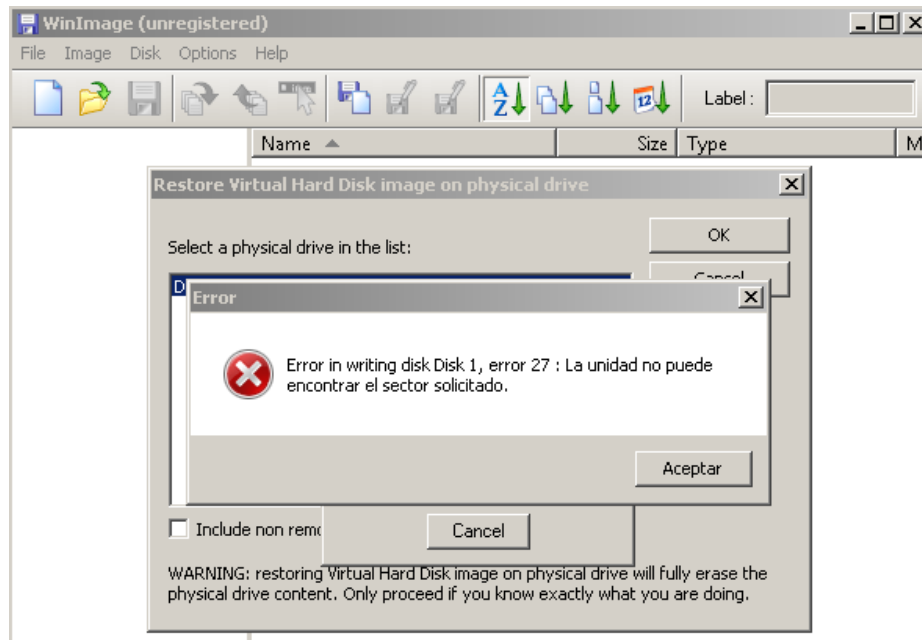 WinImage (unregistered)
File Image Disk Options Help
A
Z
12
Label :
Name Size Type M
Restore Virtual Hard Disk image on physical drive
Select a physical drive in the list:
OK
Cancel
D
Error
Error in writing disk Disk 1, error 27 : La unidad no puede
encontrar el sector solicitado.
Aceptar
Include non rem
Cancel
WARNING: restoring Virtual Hard Disk image on physical drive will fully erase the
physical drive content. Only proceed if you know exactly what you are doing.